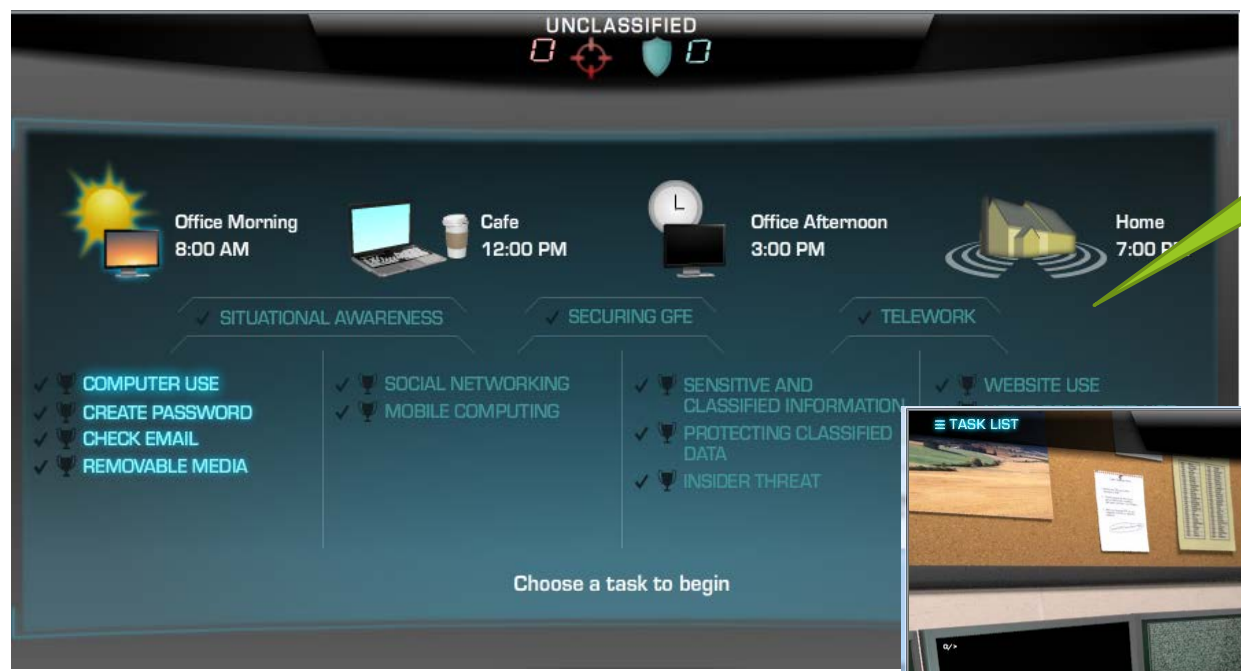 UNCLASSIFIED
0 0
Office Morning
8:00 AM
Cafe
12:00 PM
Office Afternoon
3:00 PM
Home
7:00
SITUATIONAL AWARENESS
SECURING GFE
TELEWORK
COMPUTER USE
CREATE PASSWORD
CHECK EMAIL
REMOVABLE MEDIA
SOCIAL NETWORKING
MOBILE COMPUTING
SENSITIVE AND
CLASSIFIED INFORMATION
PROTECTING CLASSIFIED
DATA
INSIDER THREAT
WEBSITE USE
Choose a task to begin
≡ TASK LIST